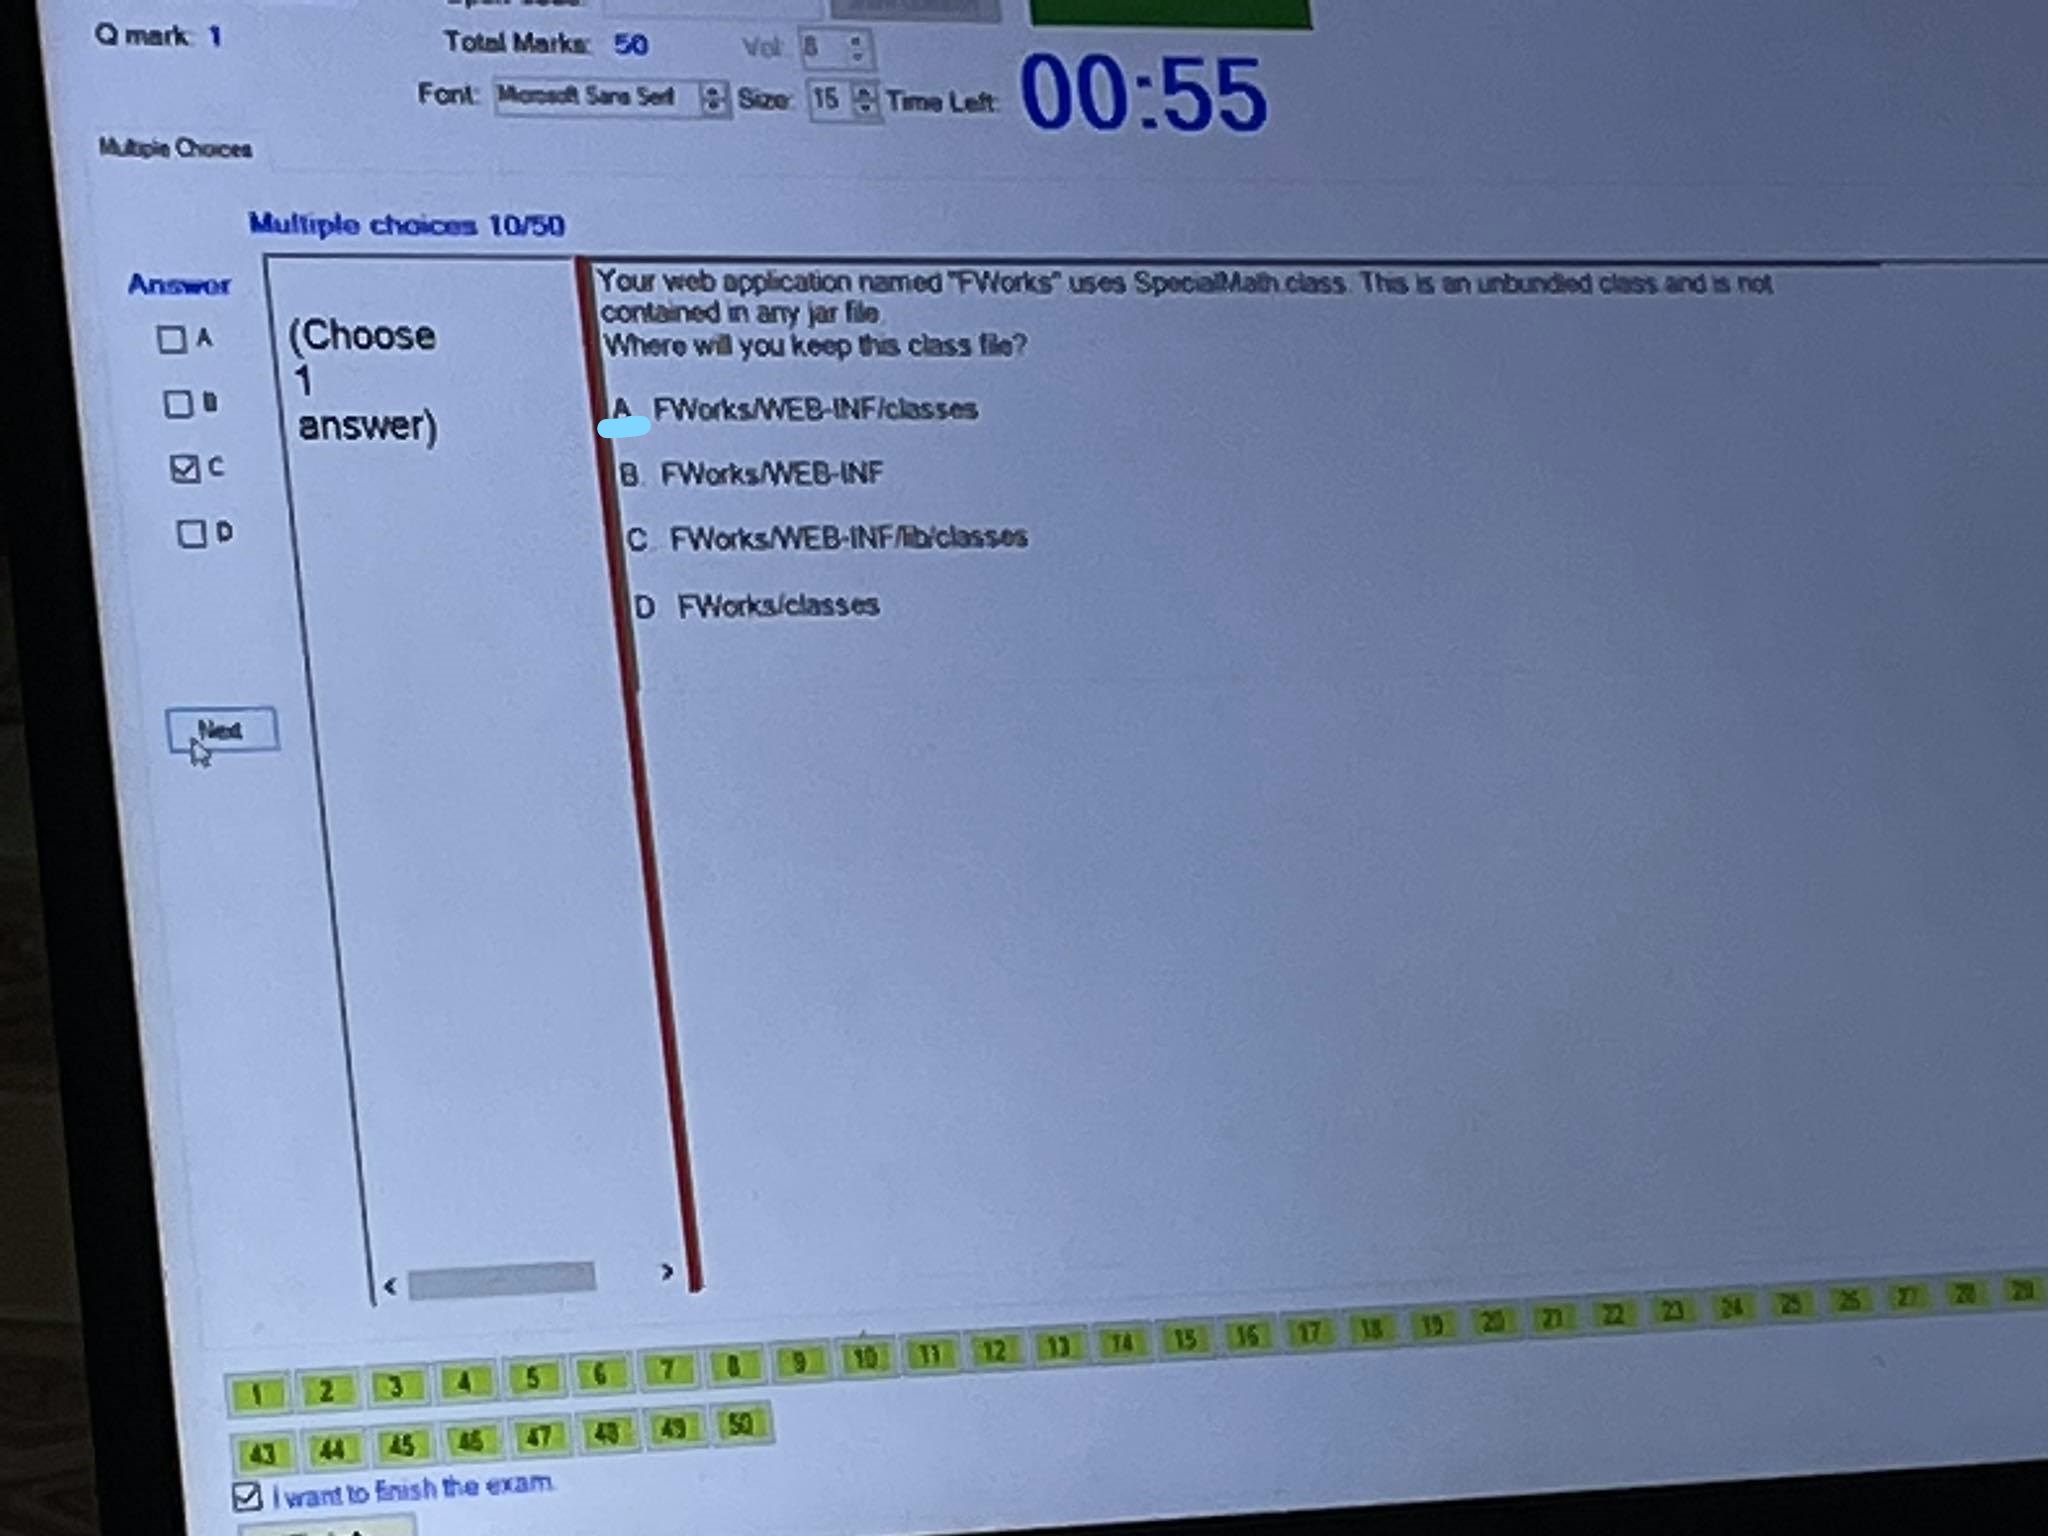 Q mark: 1
Total Marks: 50
Vol: 8
Font: Microsoft Sans Serif
Size: 15
Time Left: 00:55
Multiple Choices
Multiple choices 10/50
Answer
A
B
C
D
(Choose
1
answer)
Your web application named "FWorks" uses SpecialMath.class. This is an unbundled class and is not
contained in any jar file.
Where will you keep this class file?
A. FWorks/WEB-INF/classes
B. FWorks/WEB-INF
C. FWorks/WEB-INF/lib/classes
D. FWorks/classes
Next
1 2 3 4 5 6 7 8 9 10 11 12 13 14 15 16 17 18 19 20 21 22 23 24 25 26 27 28 29
43 44 45 46 47 48 49 50
I want to finish the exam.